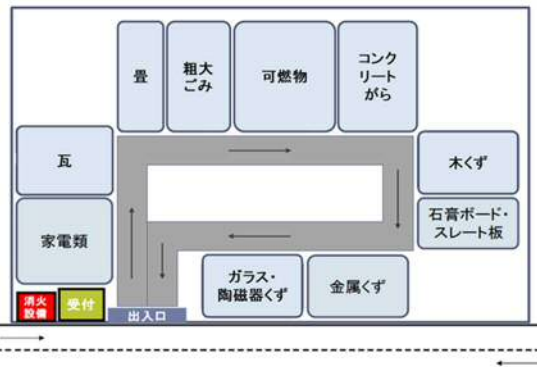 畳
粗大
ごみ
可燃物
コンク
リート
がら
瓦
木くず
家電類
石膏ボード・
スレート板
ガラス・
陶磁器くず
金属くず
消火
設備
受付
出入口